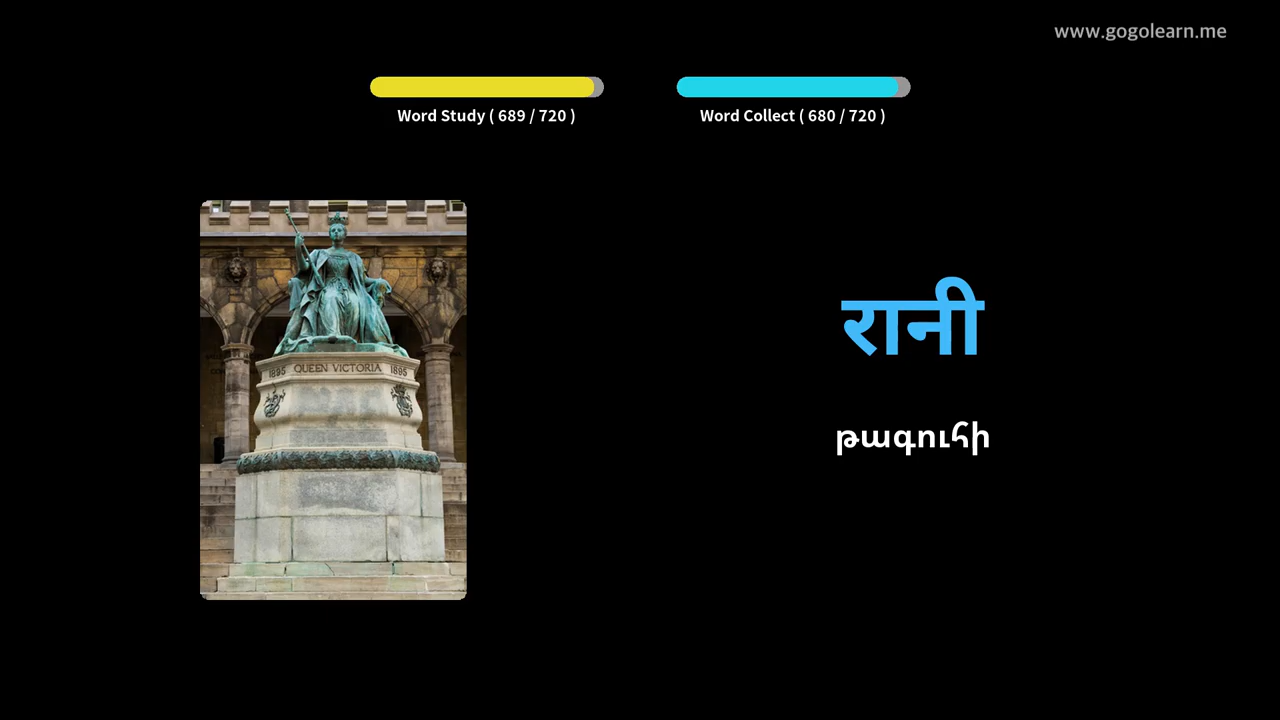 www.gogolearn.me
Word Study ( 689 / 720 )
Word Collect ( 680 / 720 )
1895 QUEEN VICTORIA 1895
रानी
թագուհի